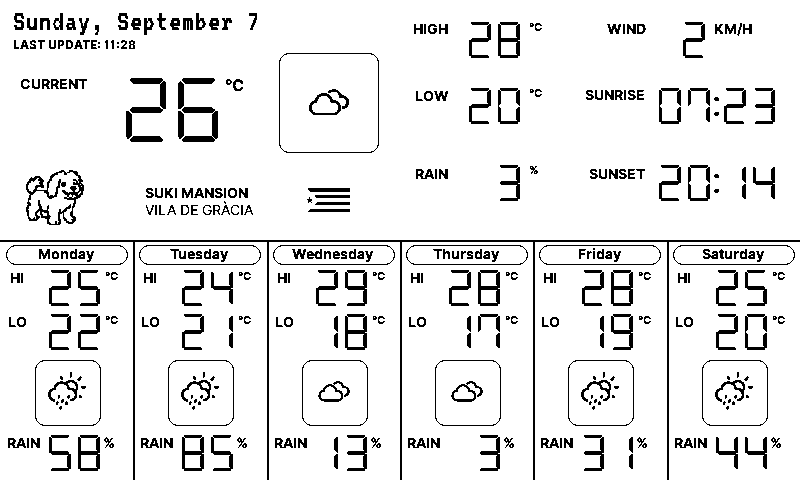 Sunday, September 7
LAST UPDATE: 11:28
CURRENT 26 °C
SUKI MANSION
VILA DE GRÀCIA
HIGH 28 °C
LOW 20 °C
RAIN 3 %
WIND 2 KM/H
SUNRISE 07:23
SUNSET 20:14
Monday
HI 25 °C
LO 22 °C
RAIN 58 %
Tuesday
HI 24 °C
LO 21 °C
RAIN 85 %
Wednesday
HI 29 °C
LO 18 °C
RAIN 13 %
Thursday
HI 28 °C
LO 17 °C
RAIN 3 %
Friday
HI 28 °C
LO 19 °C
RAIN 31 %
Saturday
HI 25 °C
LO 20 °C
RAIN 44 %